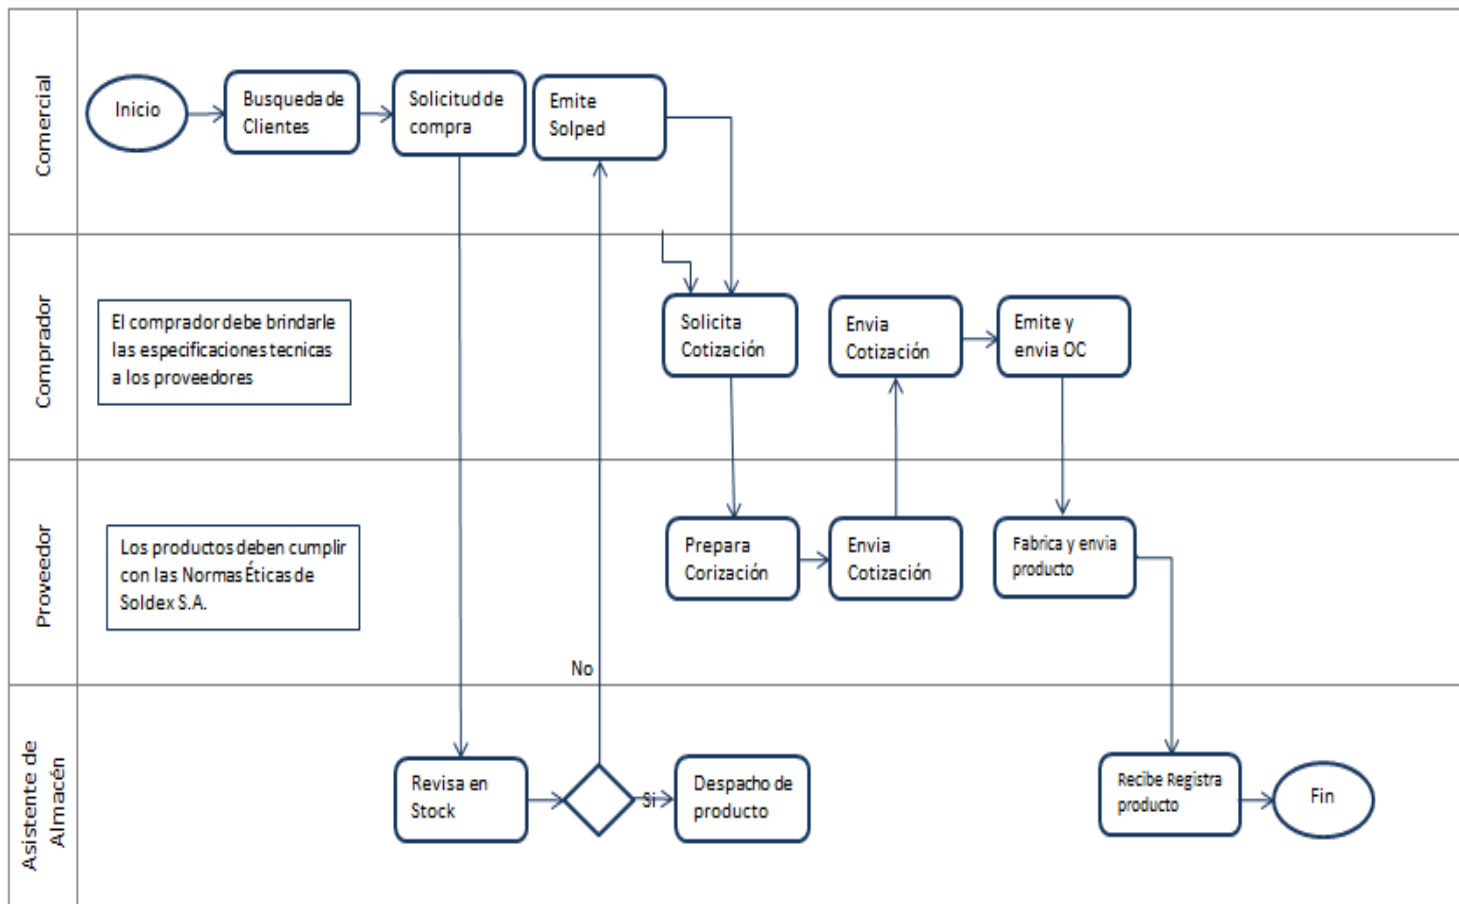 Comercial
Inicio
Busqueda de
Clientes
Solicitud de
compra
Emite
Solped
Comprador
El comprador debe brindarle
las especificaciones tecnicas
a los proveedores
Solicita
Cotización
Envia
Cotización
Emite y
envia OC
Proveedor
Los productos deben cumplir
con las Normas Éticas de
Soldex S.A.
Prepara
Corización
Envia
Cotización
Fabrica y envia
producto
No
Asistente de
Almacén
Revisa en
Stock
Si
Despacho de
producto
Recibe Registra
producto
Fin